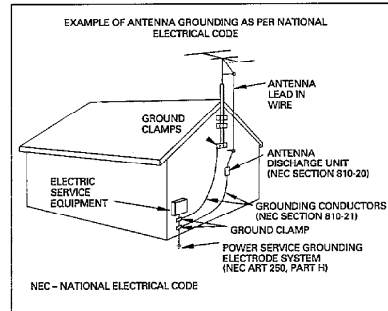 EXAMPLE OF ANTENNA GROUNDING AS PER NATIONAL
ELECTRICAL CODE
ANTENNA
LEAD IN
WIRE
GROUND
CLAMPS
ANTENNA
DISCHARGE UNIT
(NEC SECTION 810-20)
ELECTRIC
SERVICE
EQUIPMENT
GROUNDING CONDUCTORS
(NEC SECTION 810-21)
GROUND CLAMP
POWER SERVICE GROUNDING
ELECTRODE SYSTEM
(NEC ART 250, PART H)
NEC – NATIONAL ELECTRICAL CODE